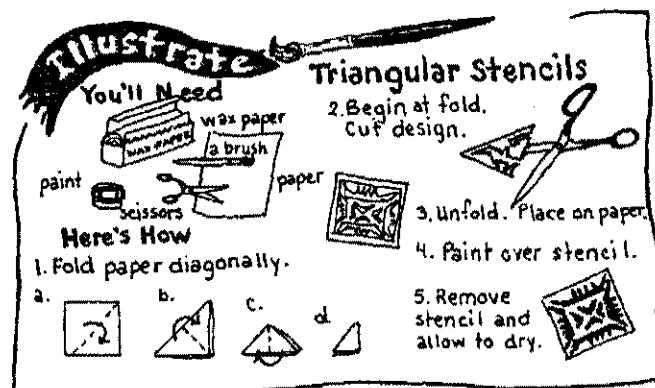 Illustrate
Triangular Stencils
You'll Need
wax paper
WAX PAPER
a brush
paint
scissors
paper
Here's How
1. Fold paper diagonally.
a.
b.
c.
d
2. Begin at fold.
Cut design.
3. Unfold. Place on paper.
4. Paint over stencil.
5. Remove
stencil and
allow to dry.